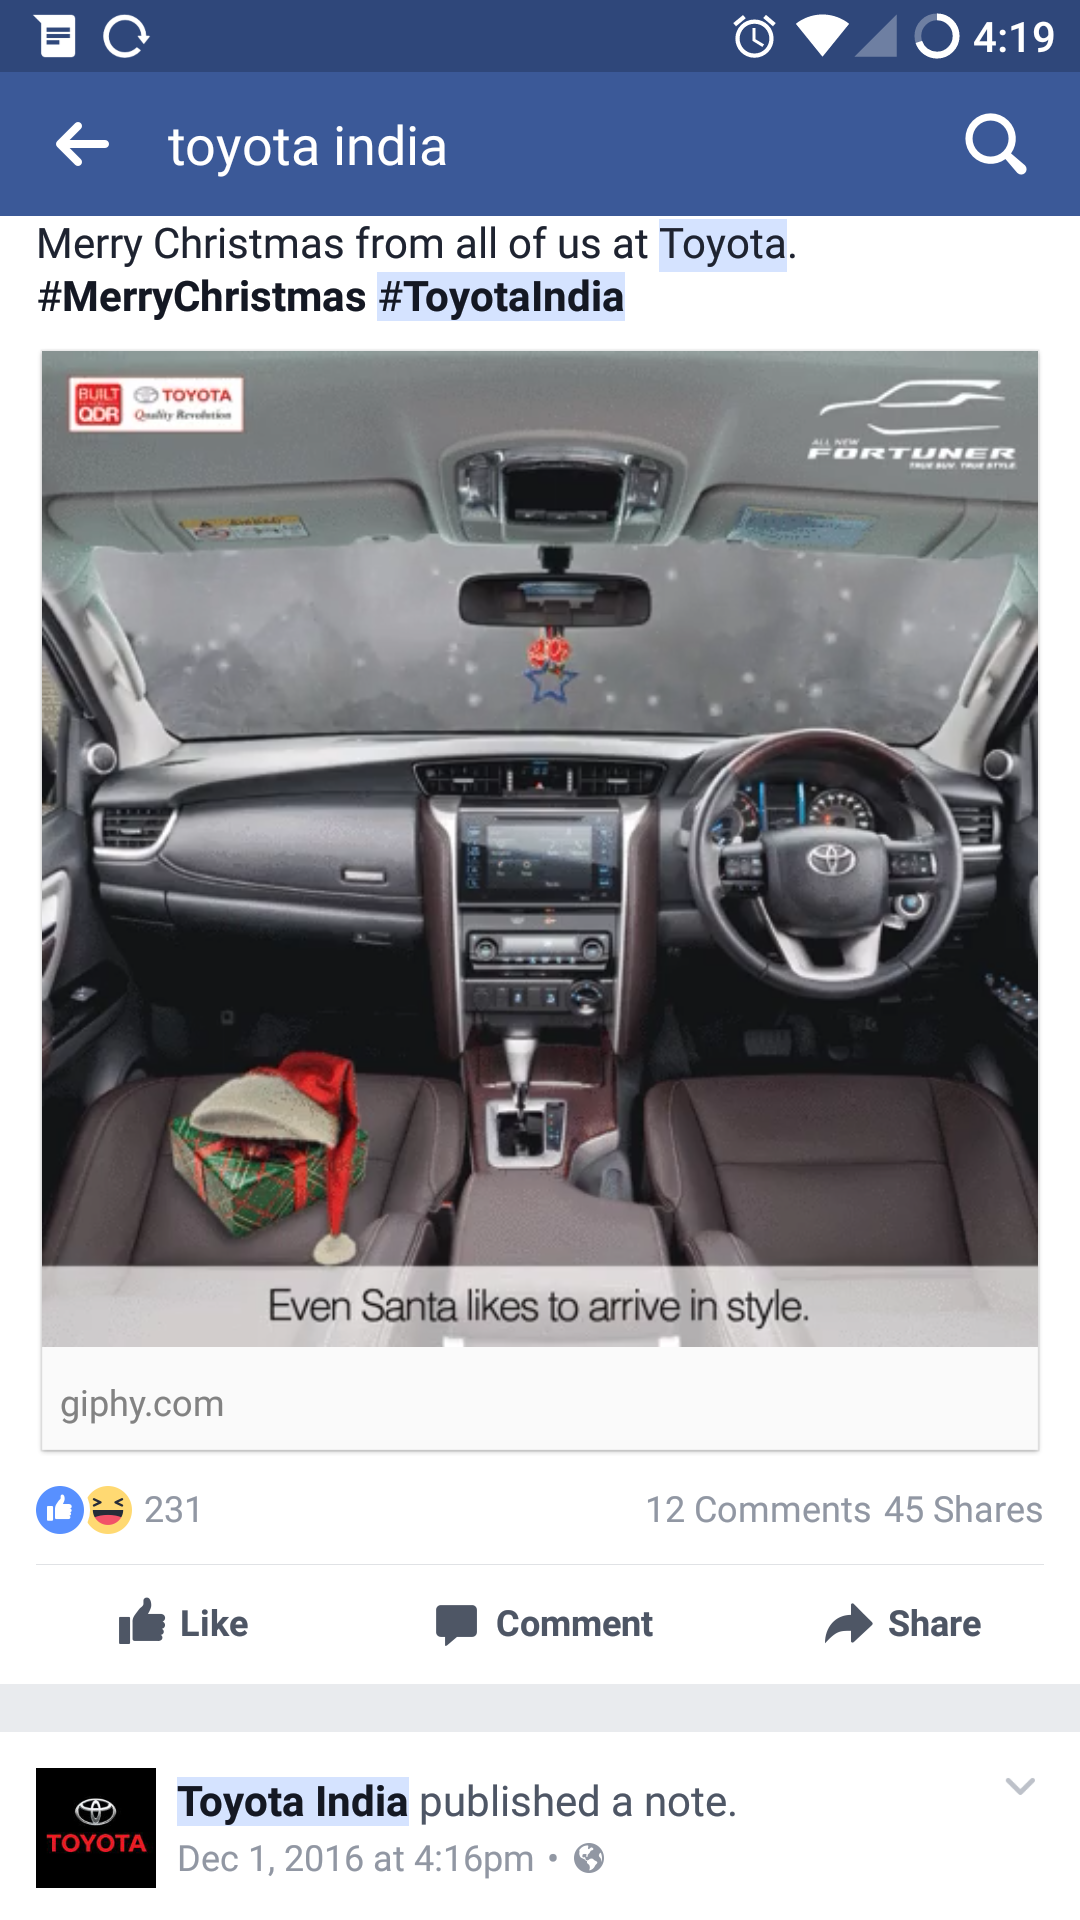 4:19
toyota india
Merry Christmas from all of us at Toyota.
#MerryChristmas #ToyotaIndia
BUILT QDR
TOYOTA
Quality Revolution
ALL NEW
FORTUNER
TRUE SUV. TRUE STYLE.
Even Santa likes to arrive in style.
giphy.com
231
12 Comments 45 Shares
Like Comment Share
Toyota India published a note.
TOYOTA
Dec 1, 2016 at 4:16pm •